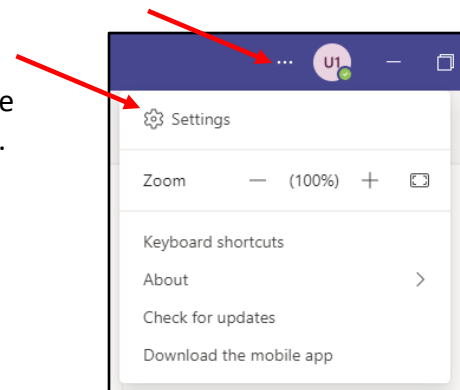 ... U1
e
Settings
.
Zoom — (100%) +
Keyboard shortcuts
About >
Check for updates
Download the mobile app